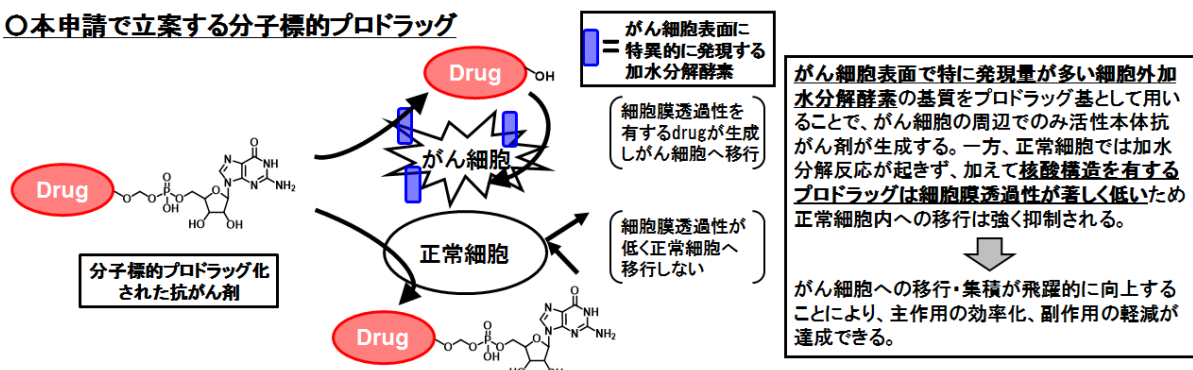 〇本申請で立案する分子標的プロドラッグ
Drug
OH
= がん細胞表面に
特異的に発現する
加水分解酵素
細胞膜透過性を
有するdrugが生成
しがん細胞へ移行
がん細胞
Drug
O O P O O OH HO OH N N N NH O NH2
分子標的プロドラッグ化
された抗がん剤
正常細胞
細胞膜透過性が
低く正常細胞へ
移行しない
Drug
O O P O O OH HO OH N N N NH O NH2
がん細胞表面で特に発現量が多い細胞外加
水分解酵素の基質をプロドラッグ基として用い
ることで、がん細胞の周辺でのみ活性本体抗
がん剤が生成する。一方、正常細胞では加水
分解反応が起きず、加えて核酸構造を有する
プロドラッグは細胞膜透過性が著しく低いため
正常細胞内への移行は強く抑制される。
がん細胞への移行・集積が飛躍的に向上する
ことにより、主作用の効率化、副作用の軽減が
達成できる。